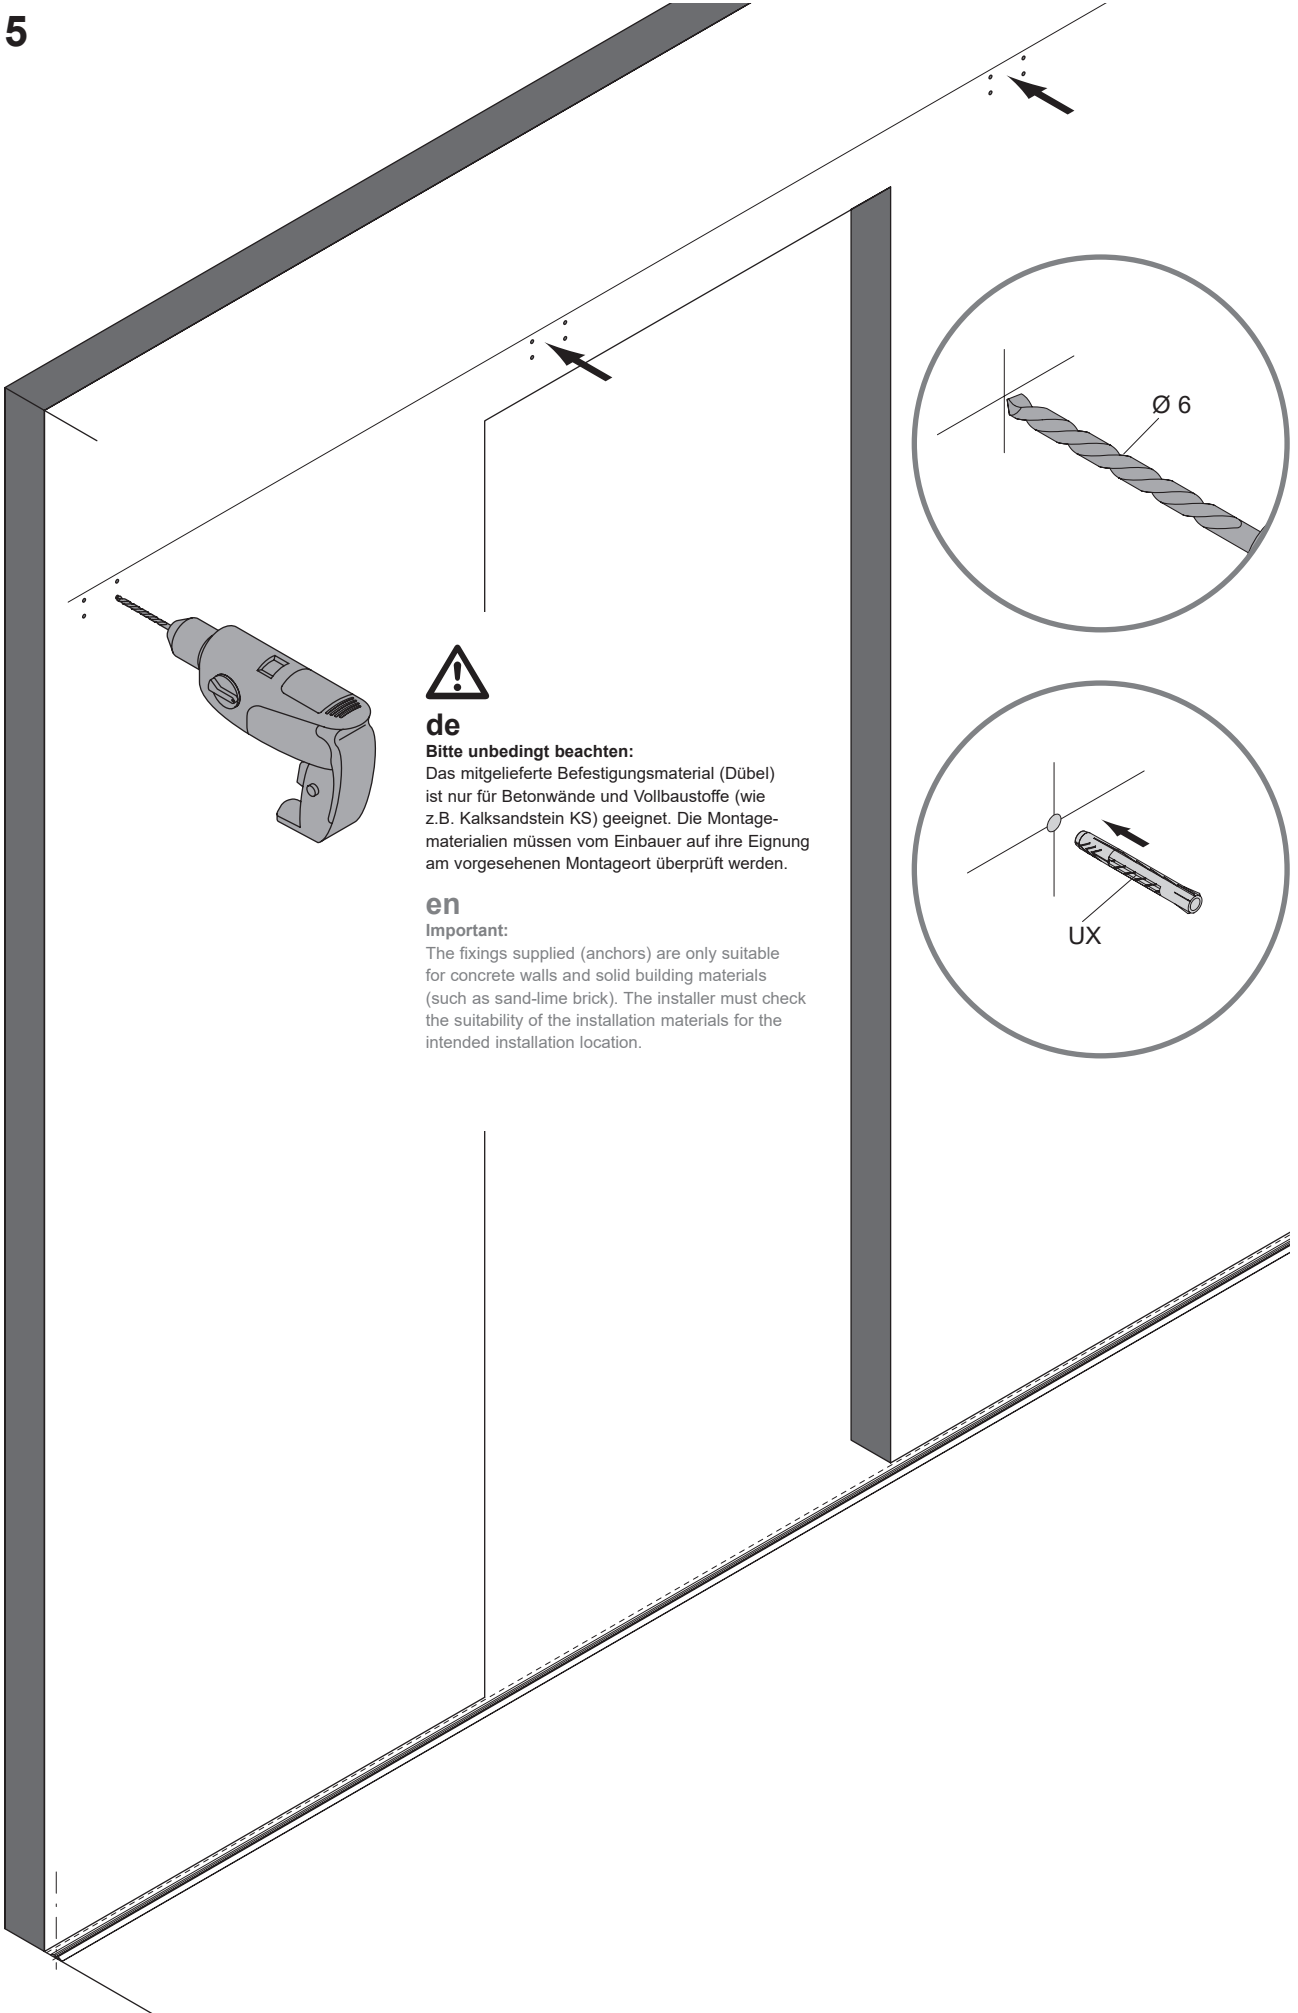 5
Ø 6
de
Bitte unbedingt beachten:
Das mitgelieferte Befestigungsmaterial (Dübel)
ist nur für Betonwände und Vollbaustoffe (wie
z.B. Kalksandstein KS) geeignet. Die Montage-
materialien müssen vom Einbauer auf ihre Eignung
am vorgesehenen Montageort überprüft werden.
en
Important:
The fixings supplied (anchors) are only suitable
for concrete walls and solid building materials
(such as sand-lime brick). The installer must check
the suitability of the installation materials for the
intended installation location.
UX